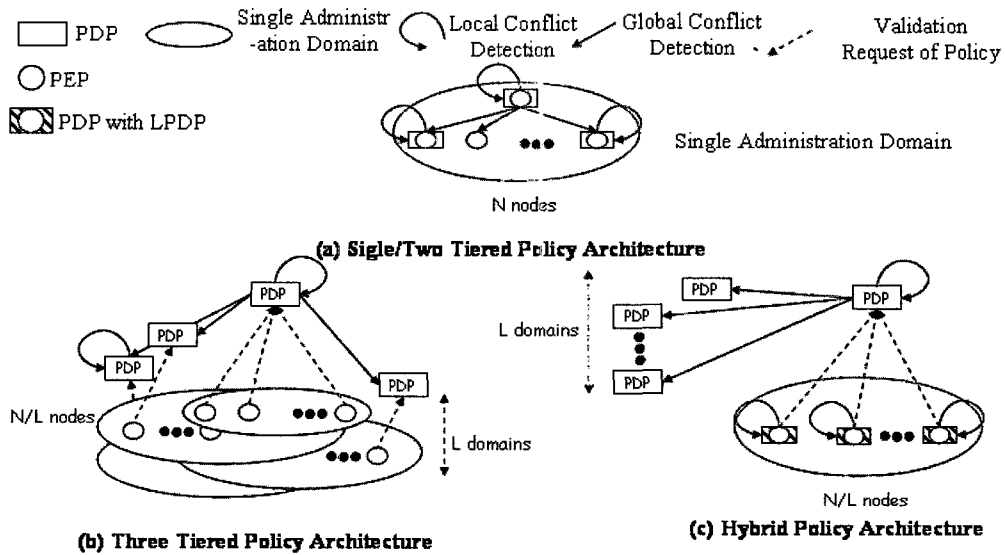 PDP
Single Administr
-ation Domain
Local Conflict
Detection
Global Conflict
Detection
Validation
Request of Policy
PEP
PDP with LPDP
Single Administration Domain
N nodes
(a) Sigle/Two Tiered Policy Architecture
PDP
PDP
PDP
PDP
N/L nodes
L domains
(b) Three Tiered Policy Architecture
PDP
PDP
PDP
PDP
L domains
N/L nodes
(c) Hybrid Policy Architecture